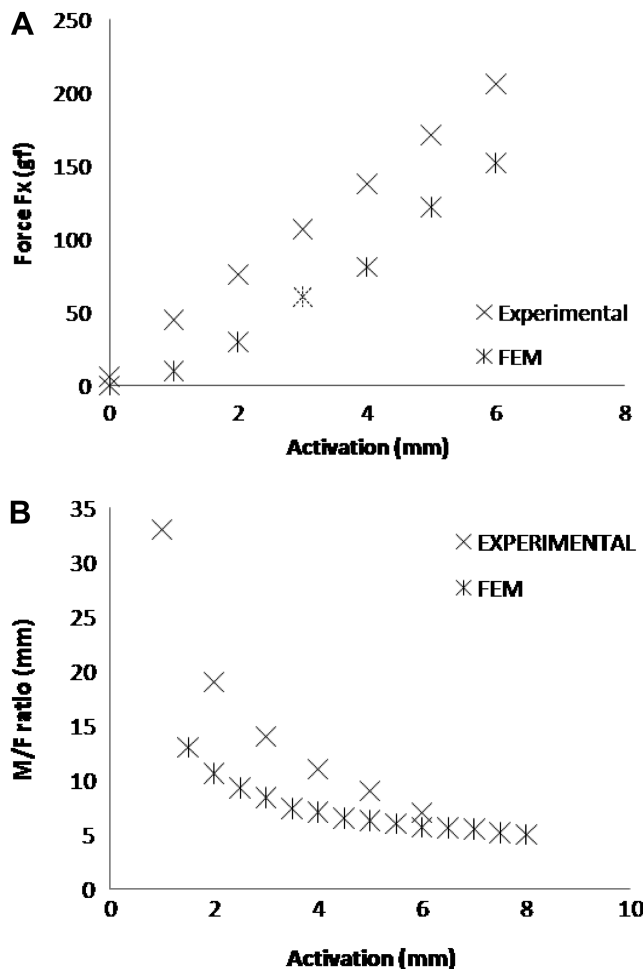 A
Force Fx (gf)
250
200
150
100
50
0
0 2 4 6 8
Activation (mm)
Experimental
FEM
B
M/F ratio (mm)
35
30
25
20
15
10
5
0
0 2 4 6 8 10
Activation (mm)
EXPERIMENTAL
FEM